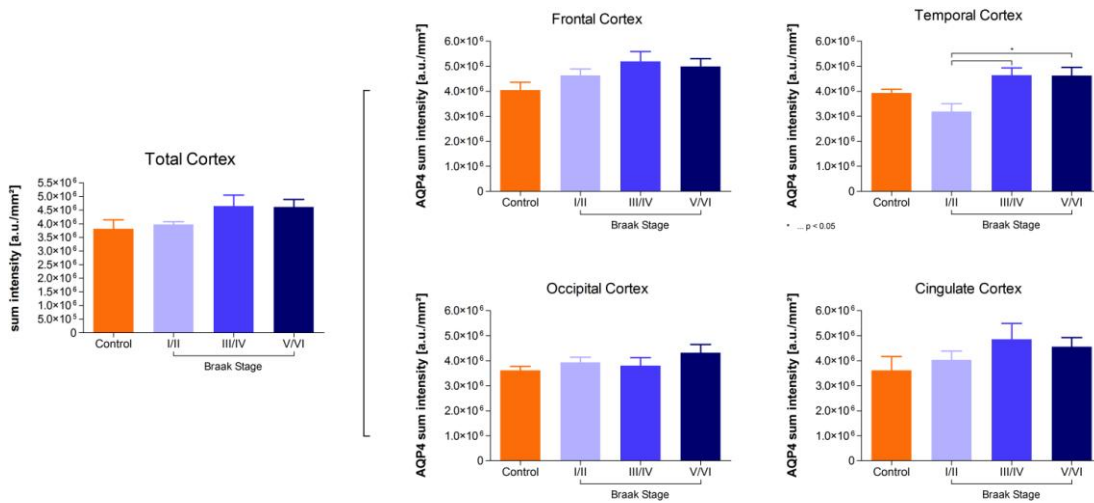 Total Cortex
sum intensity [a.u./mm²]
5.5×10⁶
5.0×10⁶
4.5×10⁶
4.0×10⁶
3.5×10⁶
3.0×10⁶
2.5×10⁶
2.0×10⁶
1.5×10⁶
1.0×10⁵
5.0×10⁵
0
Control I/II III/IV V/VI
Braak Stage
Frontal Cortex
AQP4 sum intensity [a.u./mm²]
6.0×10⁶
5.0×10⁶
4.0×10⁶
3.0×10⁶
2.0×10⁶
1.0×10⁶
0
Control I/II III/IV V/VI
Braak Stage
Temporal Cortex
AQP4 sum intensity [a.u./mm²]
6.0×10⁶
5.0×10⁶
4.0×10⁶
3.0×10⁶
2.0×10⁶
1.0×10⁶
0
*
Control I/II III/IV V/VI
Braak Stage
* ... p < 0.05
Occipital Cortex
AQP4 sum intensity [a.u./mm²]
6.0×10⁶
5.0×10⁶
4.0×10⁶
3.0×10⁶
2.0×10⁶
1.0×10⁶
0
Control I/II III/IV V/VI
Braak Stage
Cingulate Cortex
AQP4 sum intensity [a.u./mm²]
6.0×10⁶
5.0×10⁶
4.0×10⁶
3.0×10⁶
2.0×10⁶
1.0×10⁶
0
Control I/II III/IV V/VI
Braak Stage